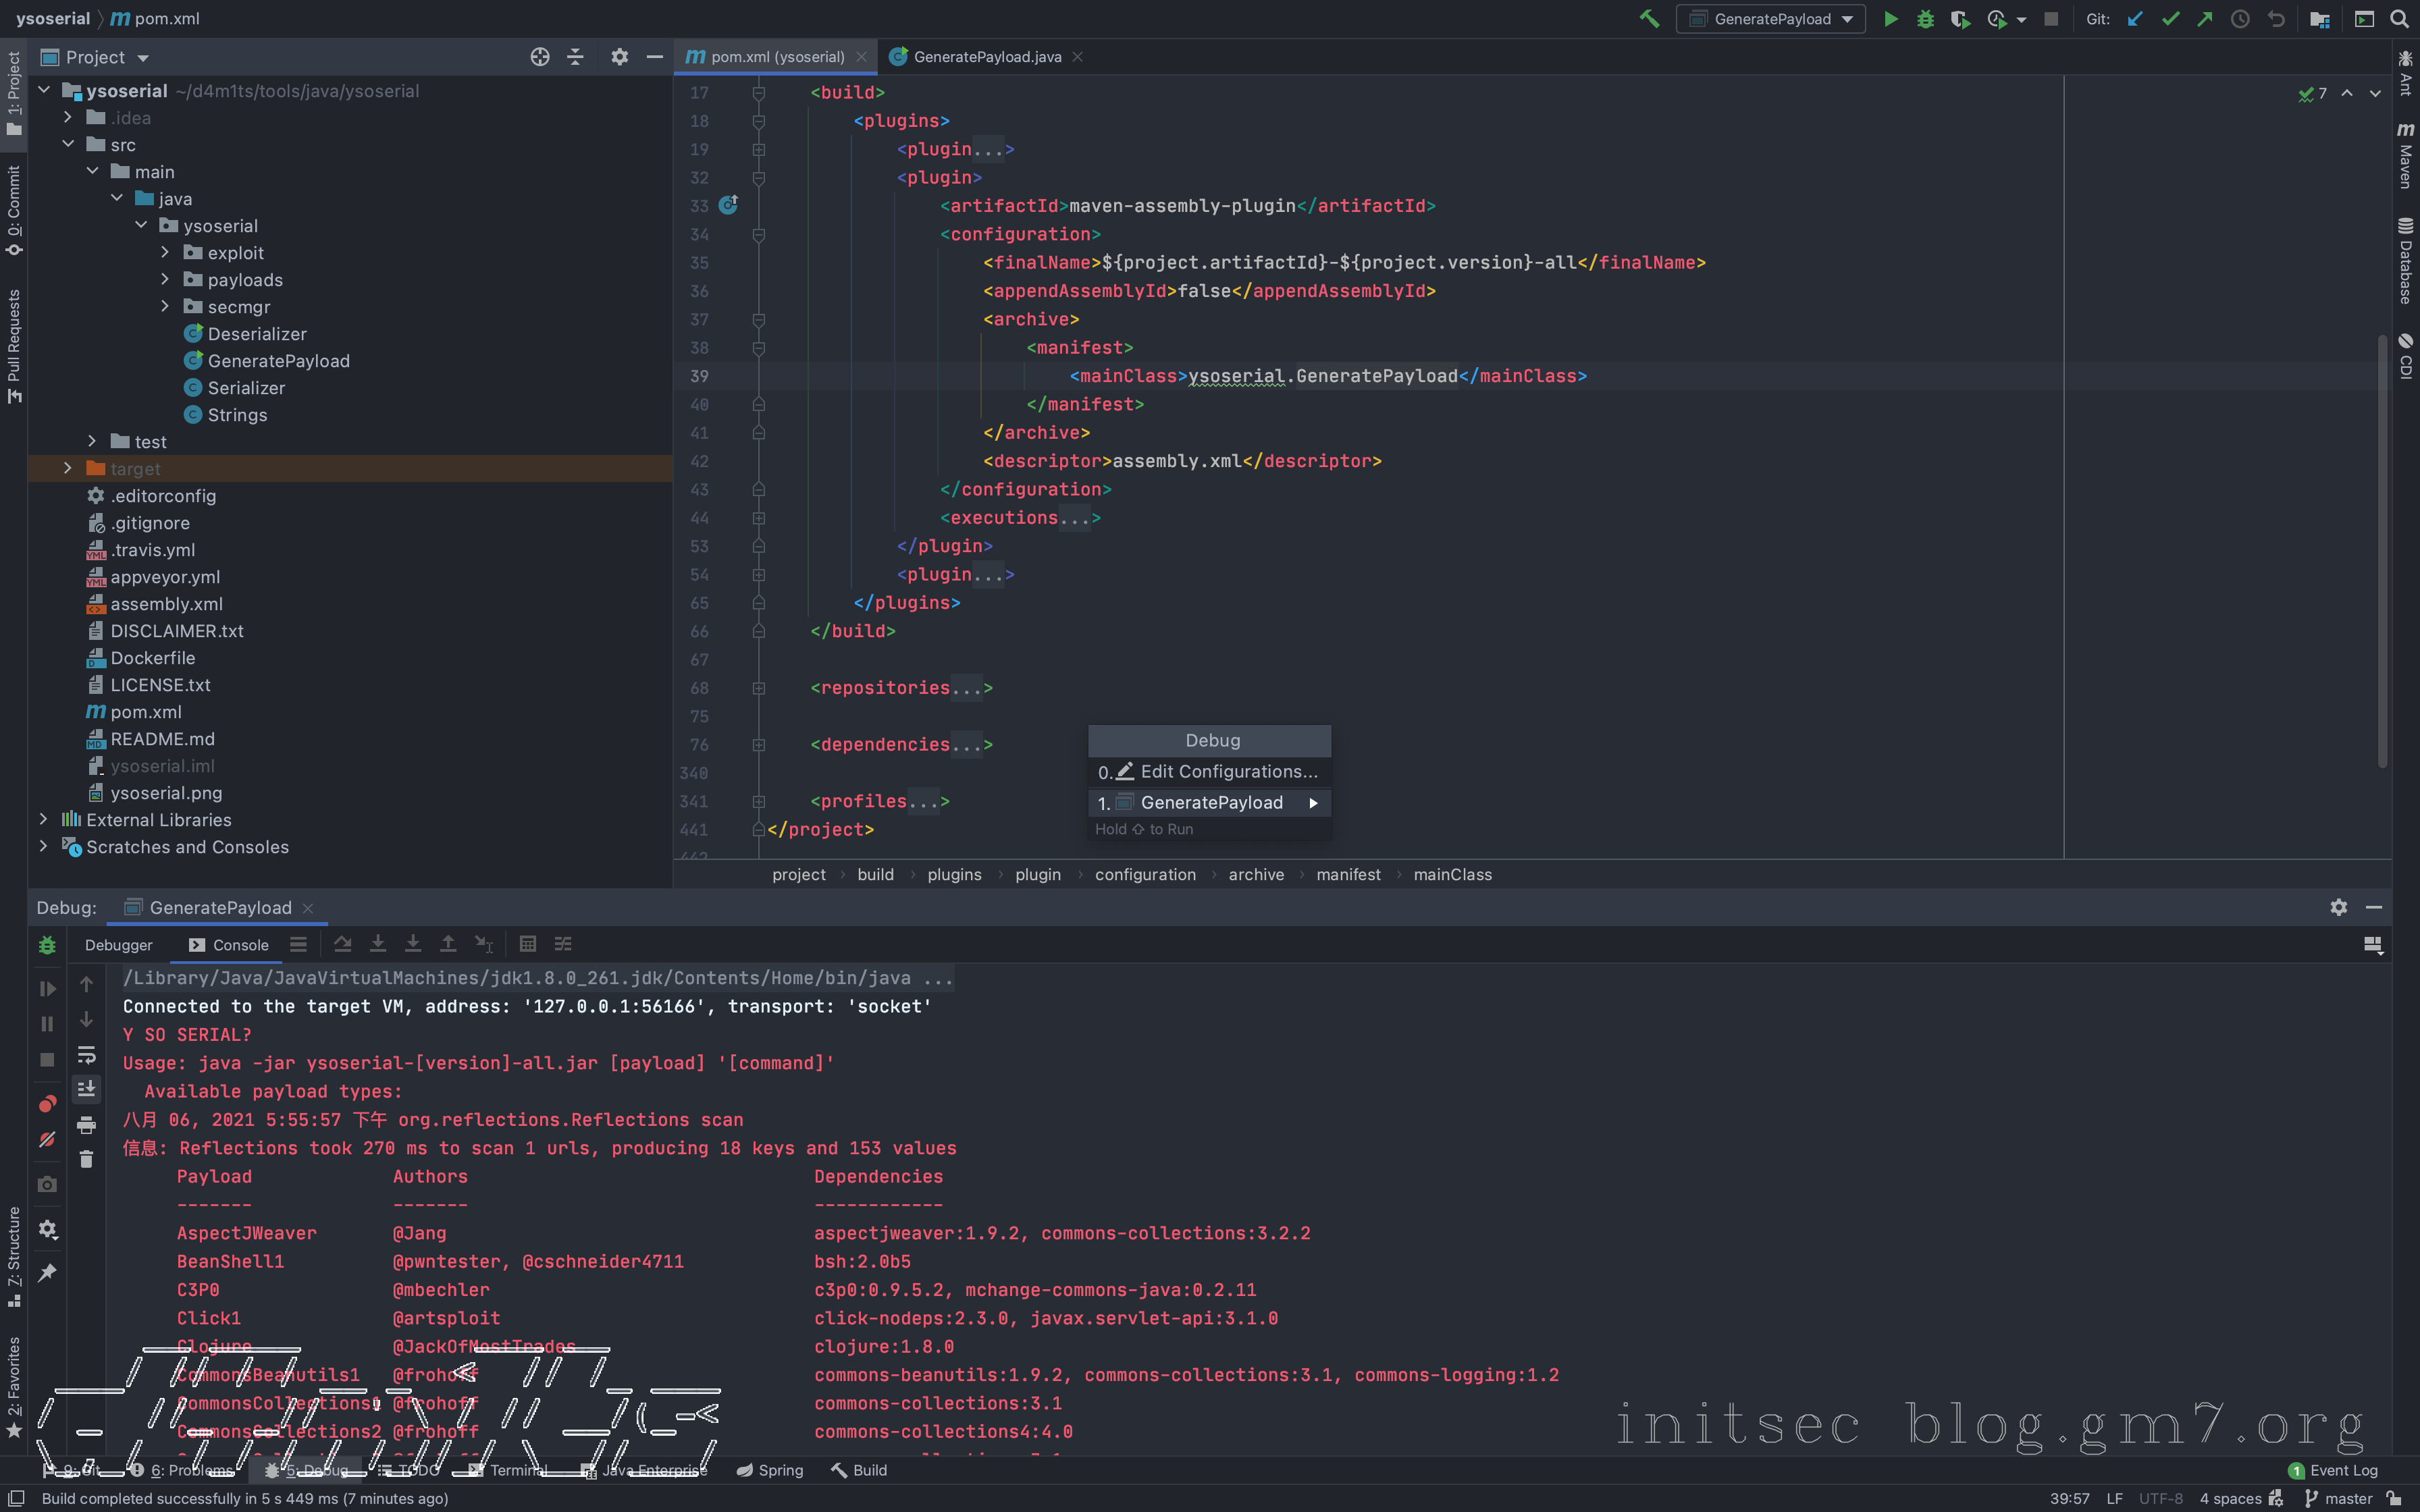 ysoserial pom.xml
GeneratePayload
Git:
1: Project
0: Commit
Pull Requests
7: Structure
2: Favorites
Project
ysoserial ~/d4m1ts/tools/java/ysoserial
.idea
src
main
java
ysoserial
exploit
payloads
secmgr
Deserializer
GeneratePayload
Serializer
Strings
test
target
.editorconfig
.gitignore
.travis.yml
appveyor.yml
assembly.xml
DISCLAIMER.txt
Dockerfile
LICENSE.txt
pom.xml
README.md
ysoserial.iml
ysoserial.png
External Libraries
Scratches and Consoles
pom.xml (ysoserial) GeneratePayload.java
7
17 <build>
18 <plugins>
19 <plugin...>
32 <plugin>
33 <artifactId>maven-assembly-plugin</artifactId>
34 <configuration>
35 <finalName>${project.artifactId}-${project.version}-all</finalName>
36 <appendAssemblyId>false</appendAssemblyId>
37 <archive>
38 <manifest>
39 <mainClass>ysoserial.GeneratePayload</mainClass>
40 </manifest>
41 </archive>
42 <descriptor>assembly.xml</descriptor>
43 </configuration>
44 <executions...>
53 </plugin>
54 <plugin...>
65 </plugins>
66 </build>
67
68 <repositories...>
75
76 <dependencies...>
340
341 <profiles...>
441 </project>
442
Debug
0. Edit Configurations...
1. GeneratePayload
Hold ⇧ to Run
project › build › plugins › plugin › configuration › archive › manifest › mainClass
Ant
Maven
Database
CDI
Debug: GeneratePayload
Debugger Console
/Library/Java/JavaVirtualMachines/jdk1.8.0_261.jdk/Contents/Home/bin/java ...
Connected to the target VM, address: '127.0.0.1:56166', transport: 'socket'
Y SO SERIAL?
Usage: java -jar ysoserial-[version]-all.jar [payload] '[command]'
Available payload types:
八月 06, 2021 5:55:57 下午 org.reflections.Reflections scan
信息: Reflections took 270 ms to scan 1 urls, producing 18 keys and 153 values
Payload Authors Dependencies
------- ------- ------------
AspectJWeaver @Jang aspectjweaver:1.9.2, commons-collections:3.2.2
BeanShell1 @pwntester, @cschneider4711 bsh:2.0b5
C3P0 @mbechler c3p0:0.9.5.2, mchange-commons-java:0.2.11
Click1 @artsploit click-nodeps:2.3.0, javax.servlet-api:3.1.0
Clojure @JackOfMostTrades clojure:1.8.0
CommonsBeanutils1 @frohoff commons-beanutils:1.9.2, commons-collections:3.1, commons-logging:1.2
CommonsCollections1 @frohoff commons-collections:3.1
CommonsCollections2 @frohoff commons-collections4:4.0
initsec blog.gm7.org
9: Git 6: Problems 5: Debug TODO Terminal Java Enterprise Spring Build
1 Event Log
Build completed successfully in 5 s 449 ms (7 minutes ago)
39:57 LF UTF-8 4 spaces master